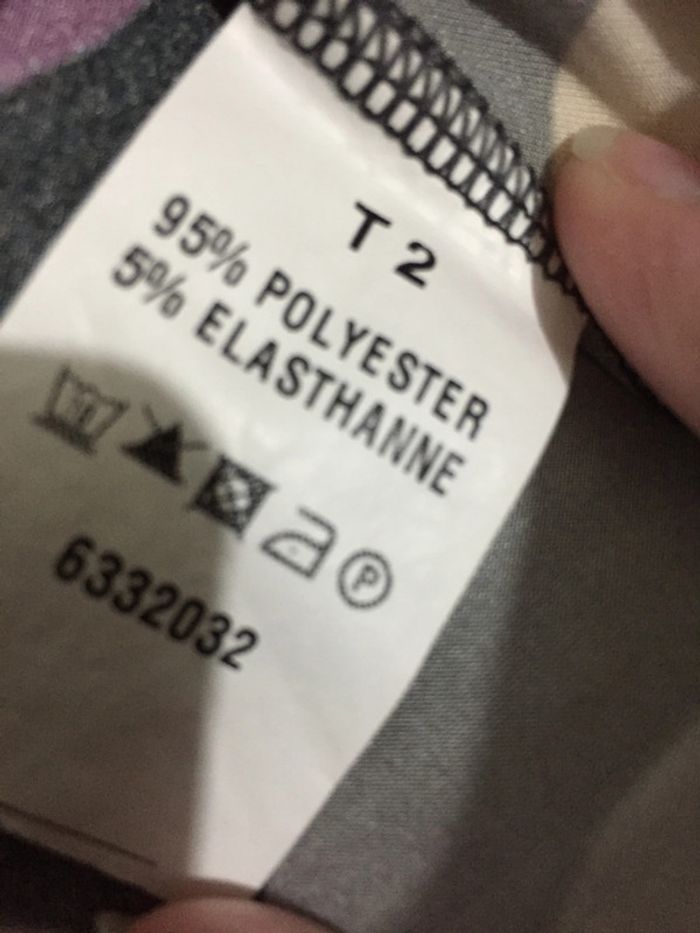 T 2
95% POLYESTER
5% ELASTHANNE
P
6332032